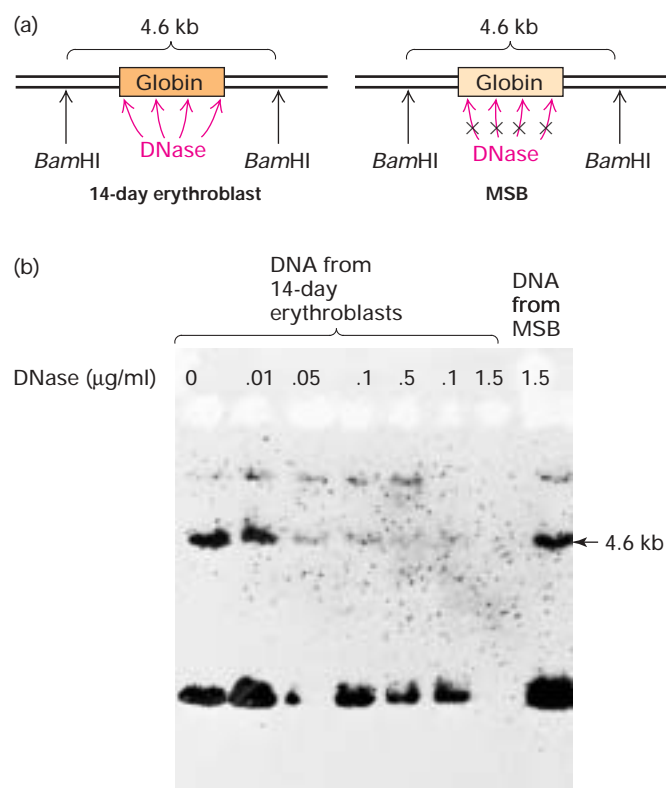 (a)
4.6 kb
4.6 kb
Globin
Globin
DNase
DNase
BamHI
BamHI
BamHI
BamHI
14-day erythroblast
MSB
(b)
DNA from
14-day
erythroblasts
DNA
from
MSB
DNase (μg/ml) 0 .01 .05 .1 .5 .1 1.5 1.5
4.6 kb